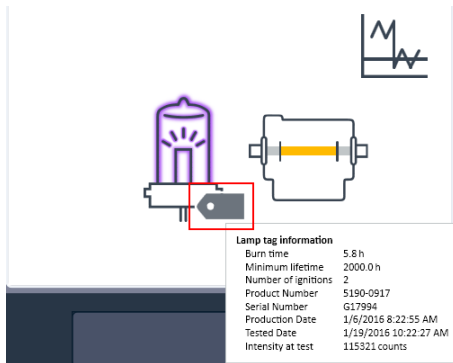 Lamp tag information
Burn time 5.8 h
Minimum lifetime 2000.0 h
Number of ignitions 2
Product Number 5190-0917
Serial Number G17994
Production Date 1/6/2016 8:22:55 AM
Tested Date 1/19/2016 10:22:27 AM
Intensity at test 115321 counts